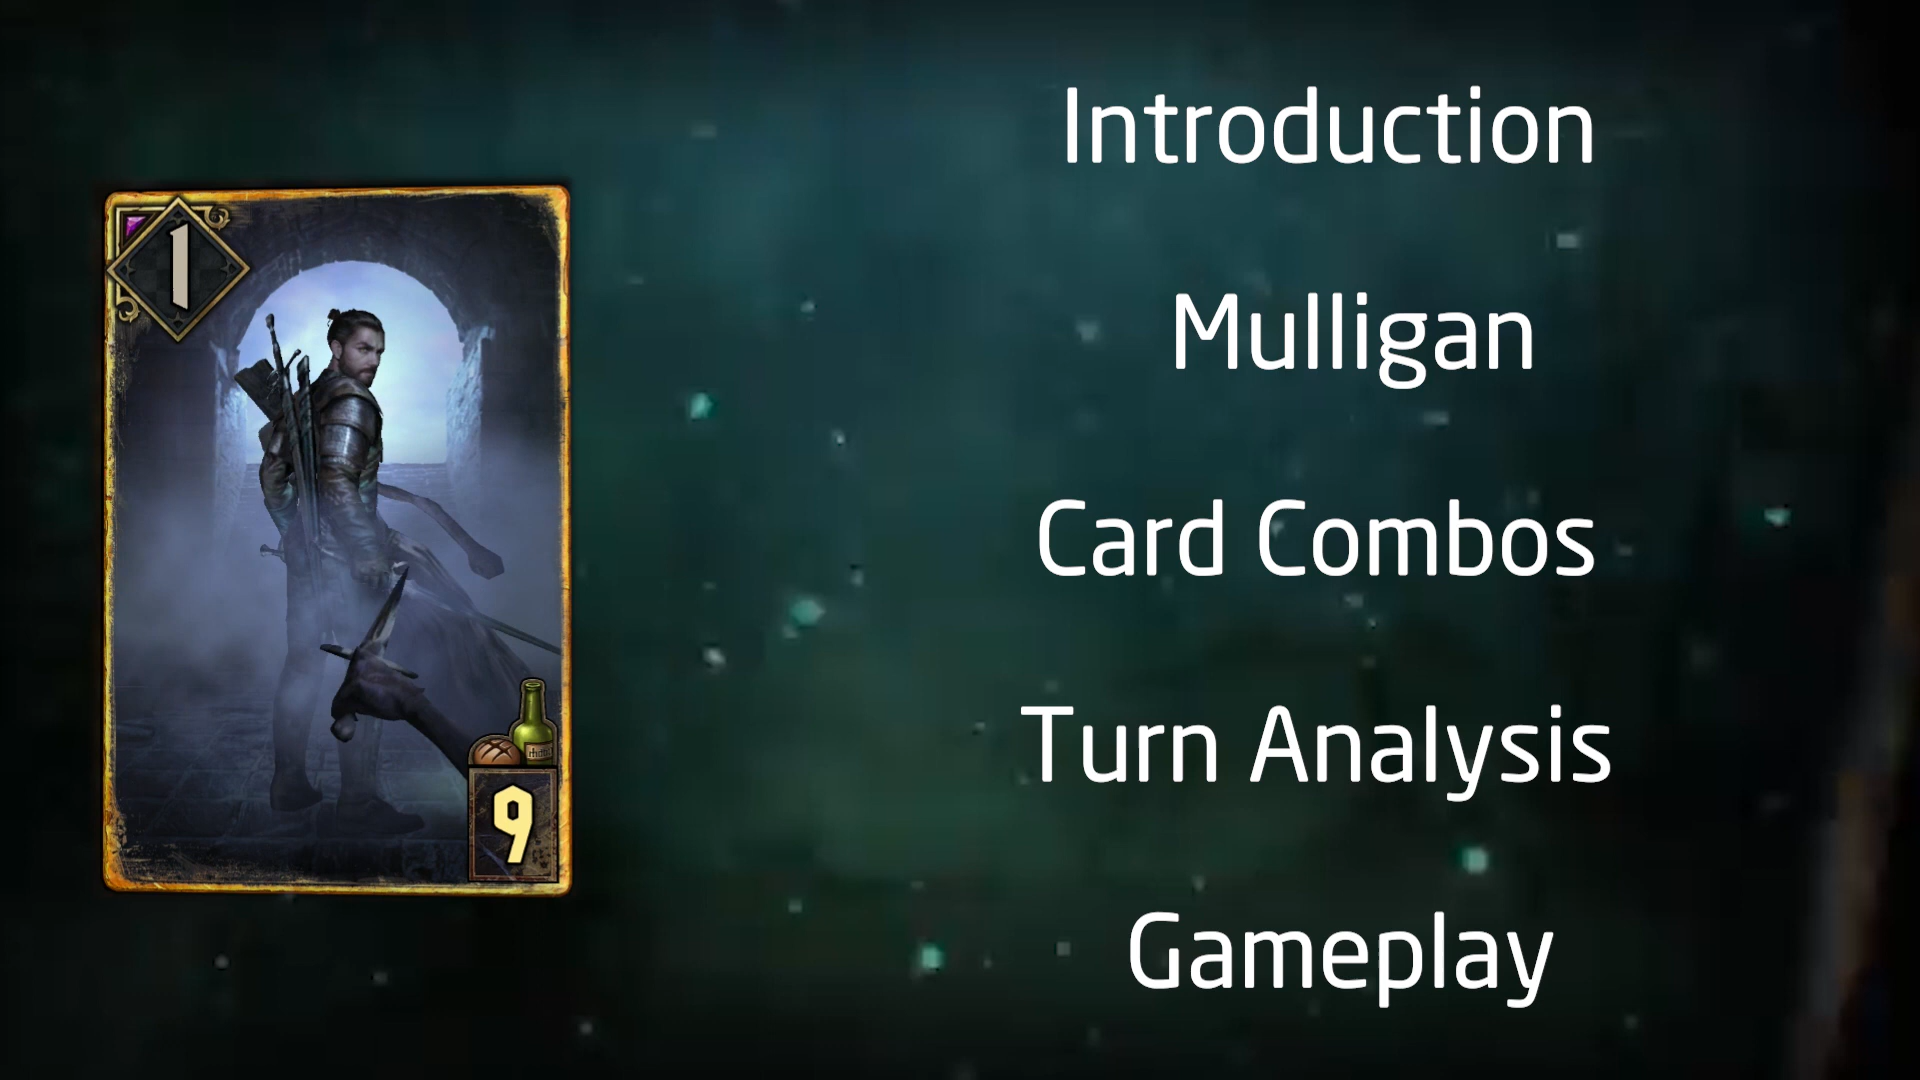 1
9
Introduction
Mulligan
Card Combos
Turn Analysis
Gameplay